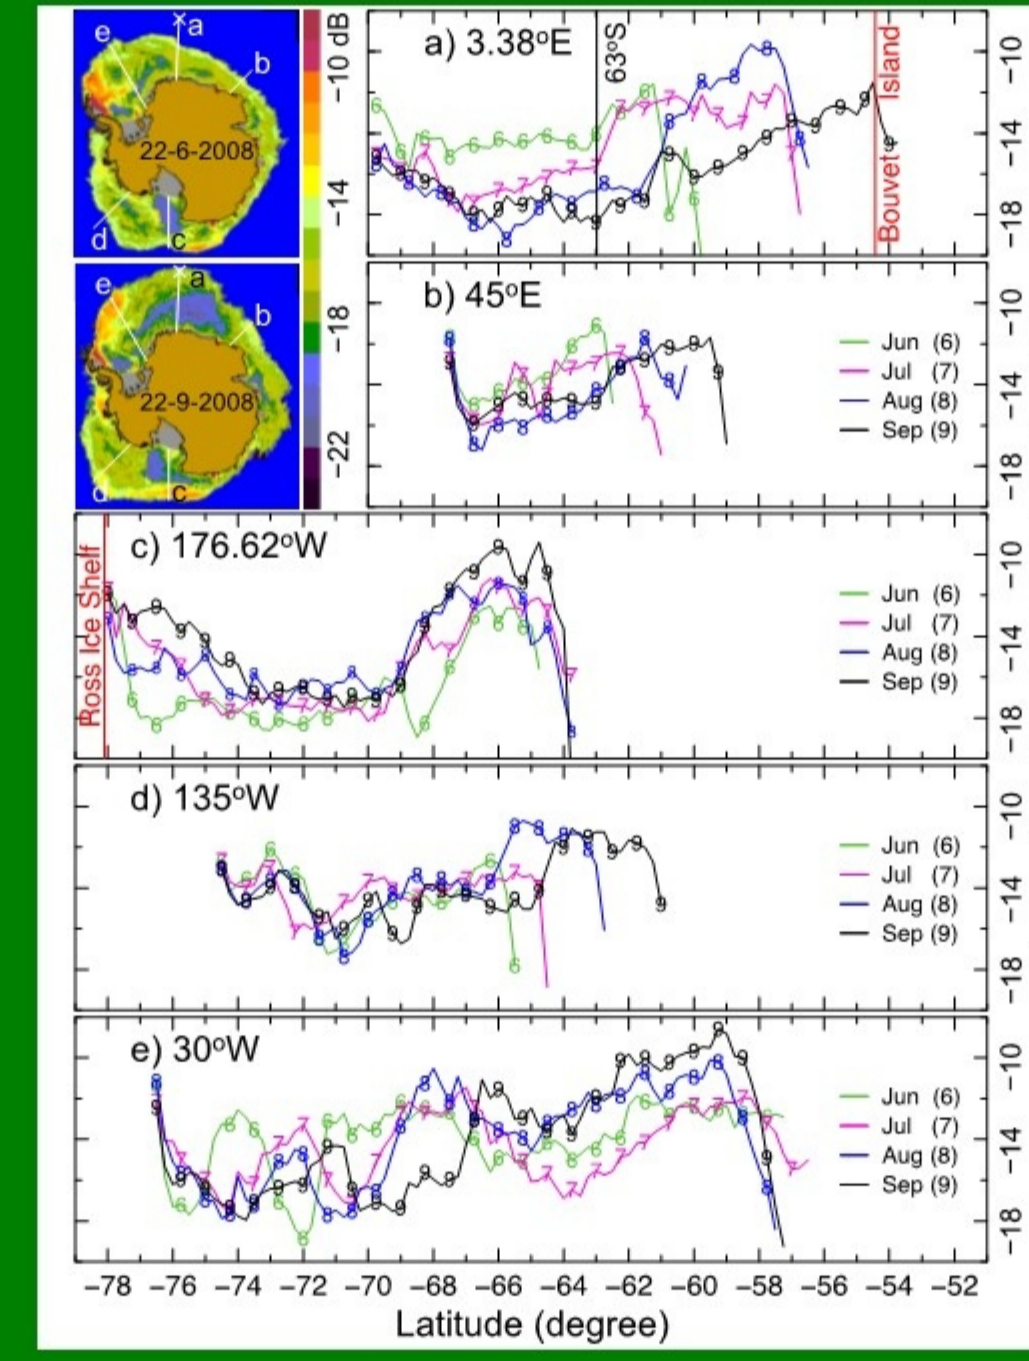 e
a
b
22-6-2008
d
c
e
a
b
22-9-2008
d
c
−10 dB
−14
−18
−22
a) 3.38°E
63°S
Bouvet Island
−10
−14
−18
b) 45°E
Jun (6)
Jul (7)
Aug (8)
Sep (9)
−10
−14
−18
c) 176.62°W
Ross Ice Shelf
Jun (6)
Jul (7)
Aug (8)
Sep (9)
−10
−14
−18
d) 135°W
Jun (6)
Jul (7)
Aug (8)
Sep (9)
−10
−14
−18
e) 30°W
Jun (6)
Jul (7)
Aug (8)
Sep (9)
−10
−14
−18
−78 −76 −74 −72 −70 −68 −66 −64 −62 −60 −58 −56 −54 −52
Latitude (degree)